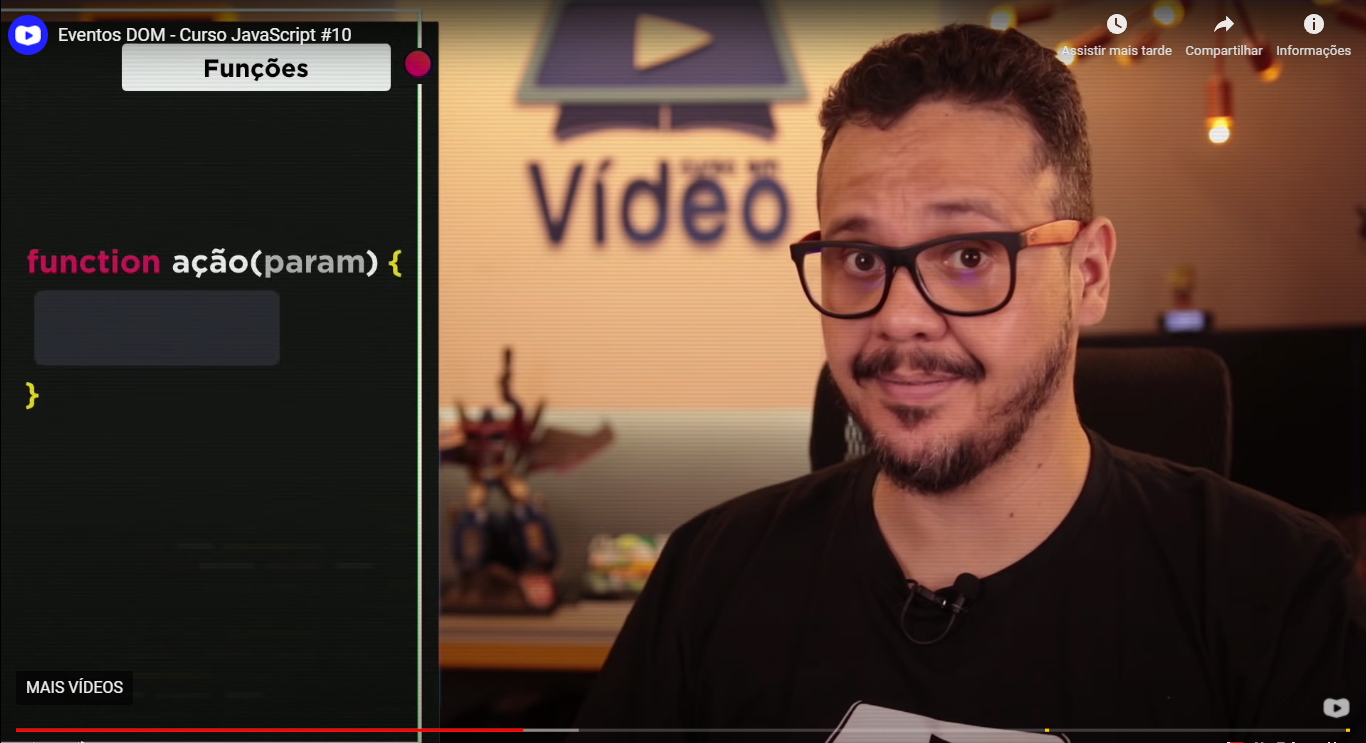 Eventos DOM - Curso JavaScript #10
Assistir mais tarde
Compartilhar
Informações
Funções
Vídeo
function ação(param) {
}
MAIS VÍDEOS